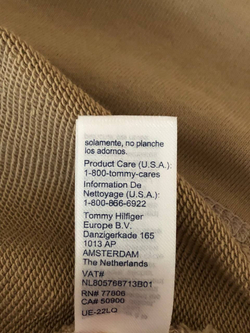 solamente, no planche
los adornos.
Product Care (U.S.A.):
1-800-tommy-cares
Information De
Nettoyage (U.S.A.):
1-800-866-6922
Tommy Hilfiger
Europe B.V.
Danzigerkade 165
1013 AP
AMSTERDAM
The Netherlands
VAT#
NL805766713B01
RN# 77806
CA# 50900
UE-22LQ